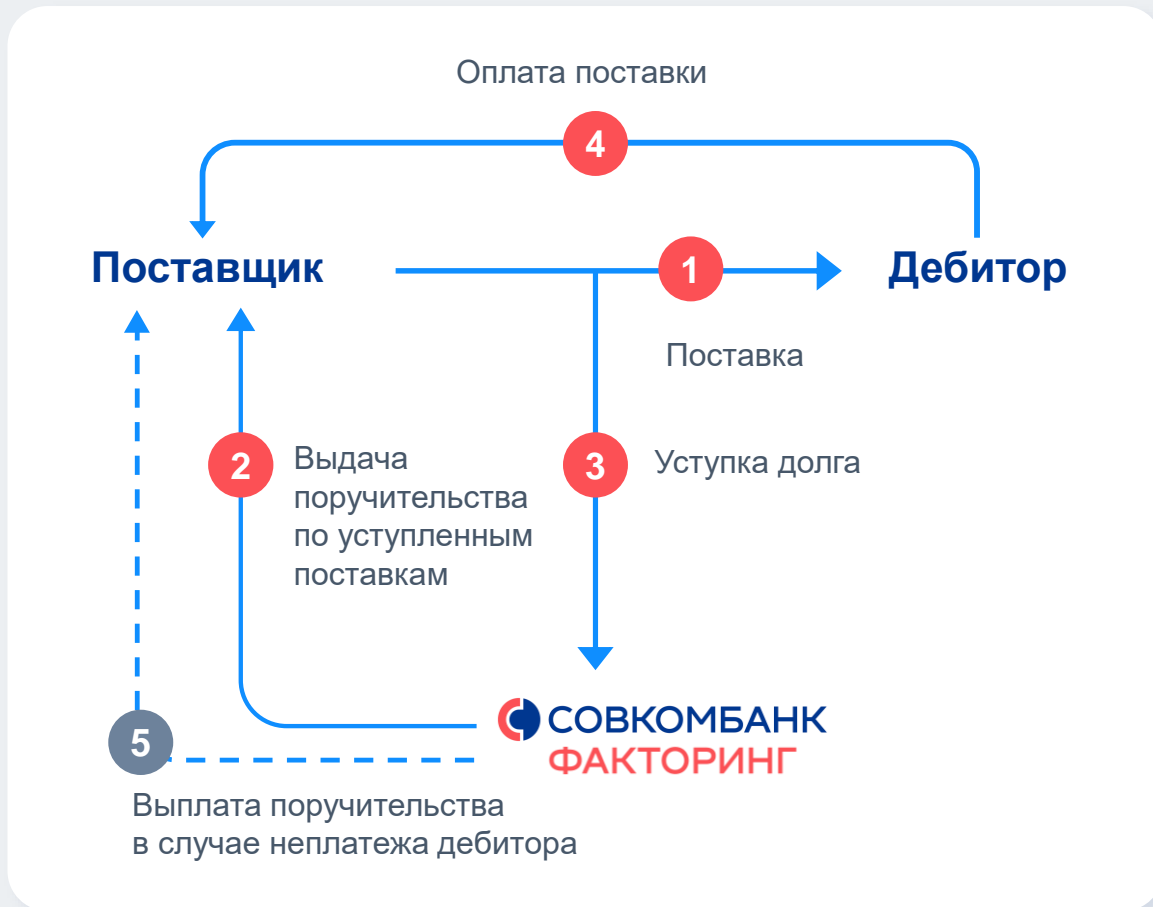 Оплата поставки
4
Поставщик
1
Дебитор
Поставка
2
Выдача
поручительства
по уступленным
поставкам
3
Уступка долга
СОВКОМБАНК
ФАКТОРИНГ
5
Выплата поручительства
в случае неплатежа дебитора